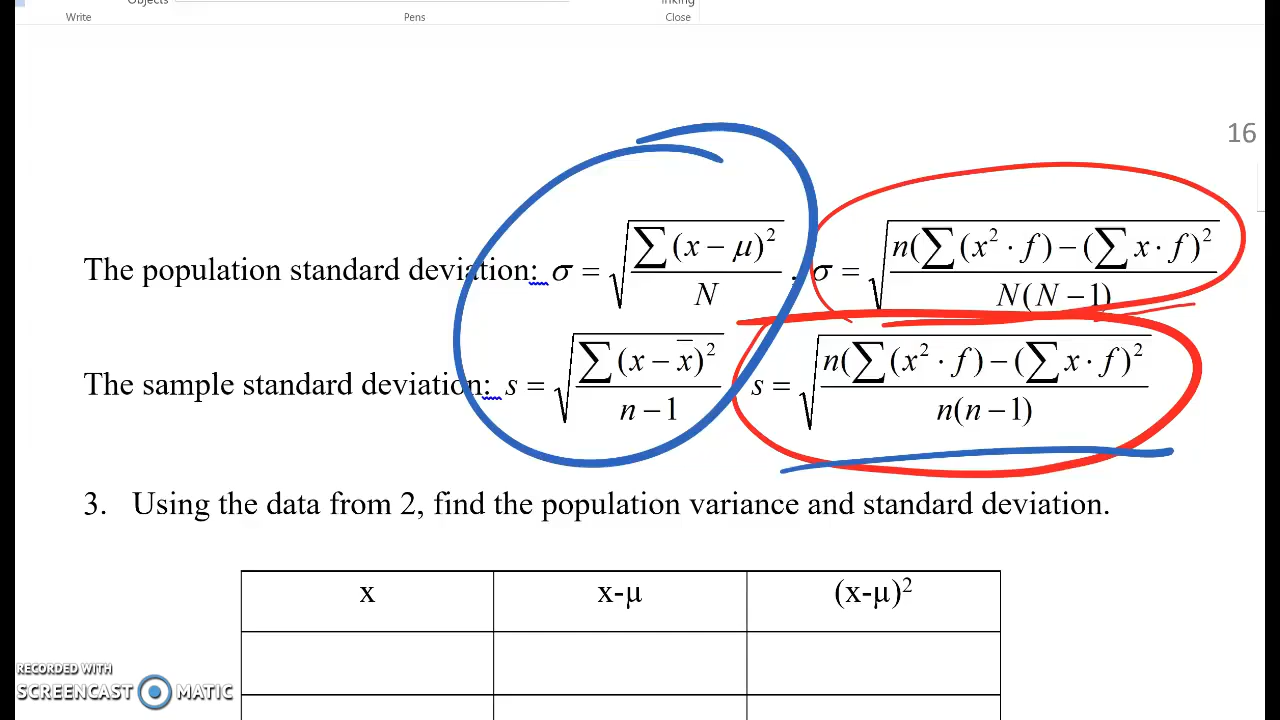 Objects
Inking
Write Pens Close
16
The population standard deviation: σ = √(∑(x − μ)² / N) , σ = √(n(∑(x² · f) − (∑ x · f)² / N(N − 1))
The sample standard deviation: s = √(∑(x − x̅)² / n − 1) s = √(n(∑(x² · f) − (∑ x · f)² / n(n − 1))
3. Using the data from 2, find the population variance and standard deviation.
x x-μ (x-μ)²
RECORDED WITH
SCREENCAST MATIC